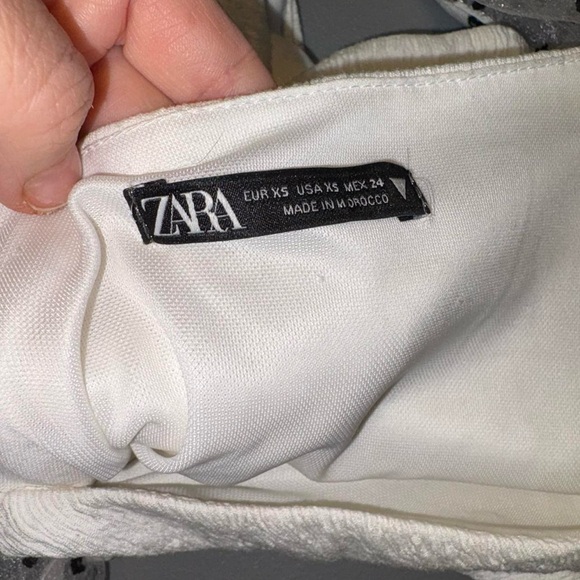 ZARA
EUR XS USA XS MEX 24
MADE IN MOROCCO